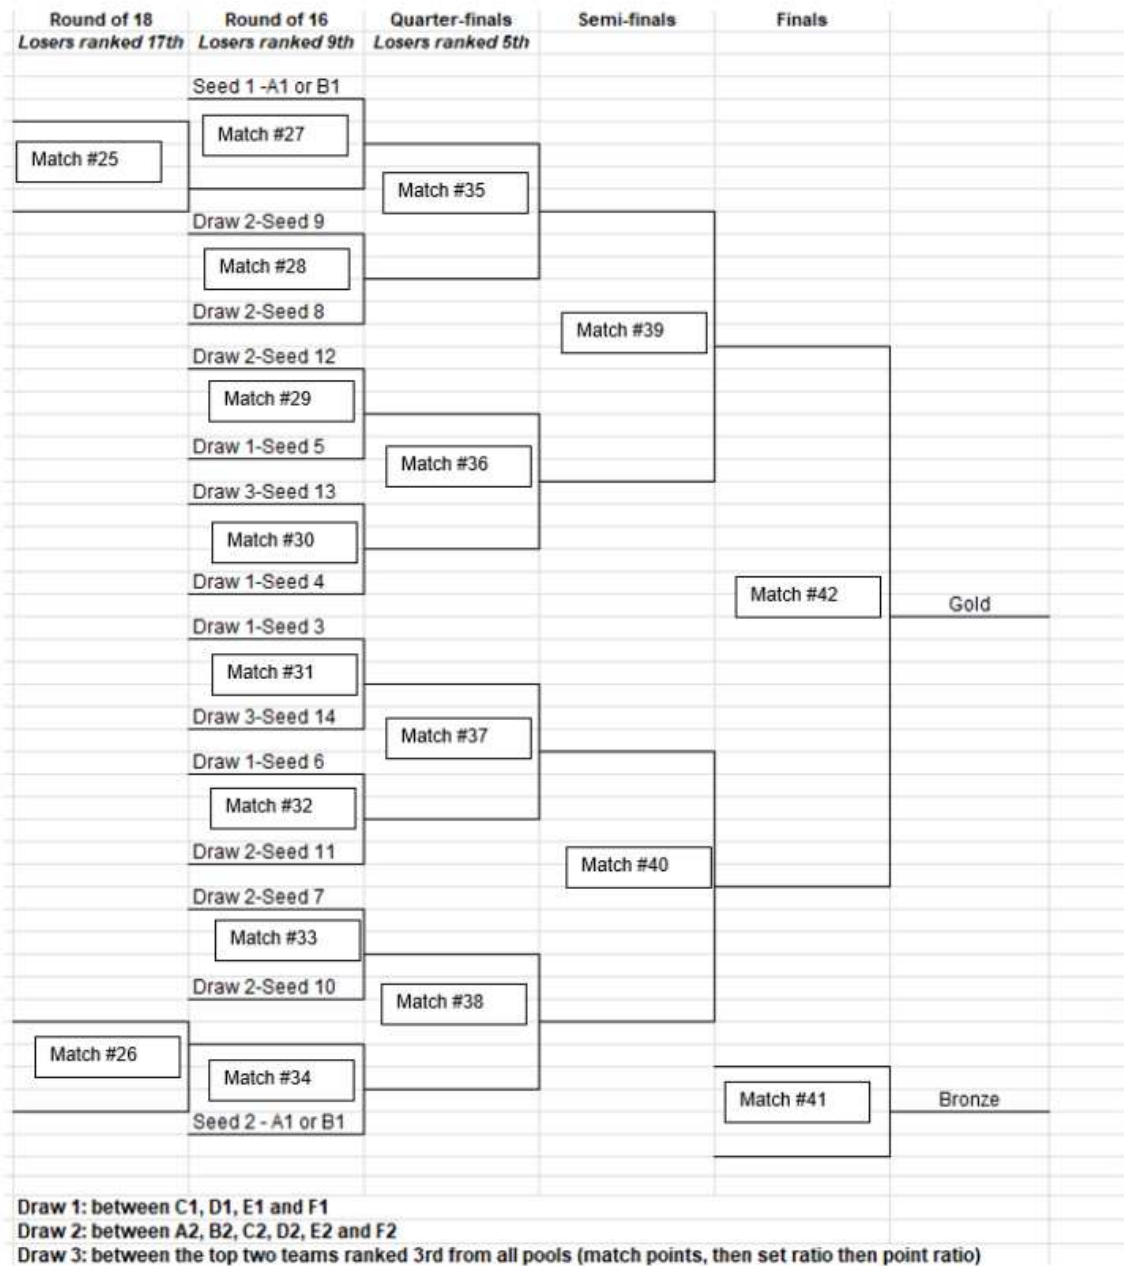 Round of 18 Round of 16 Quarter-finals Semi-finals Finals
Losers ranked 17th Losers ranked 9th Losers ranked 5th
Seed 1 -A1 or B1
Match #27
Match #25
Match #35
Draw 2-Seed 9
Match #28
Draw 2-Seed 8
Match #39
Draw 2-Seed 12
Match #29
Draw 1-Seed 5
Match #36
Draw 3-Seed 13
Match #30
Draw 1-Seed 4
Match #42
Gold
Draw 1-Seed 3
Match #31
Draw 3-Seed 14
Match #37
Draw 1-Seed 6
Match #32
Draw 2-Seed 11
Match #40
Draw 2-Seed 7
Match #33
Draw 2-Seed 10
Match #38
Match #26
Match #34
Seed 2 - A1 or B1
Match #41
Bronze
Draw 1: between C1, D1, E1 and F1
Draw 2: between A2, B2, C2, D2, E2 and F2
Draw 3: between the top two teams ranked 3rd from all pools (match points, then set ratio then point ratio)